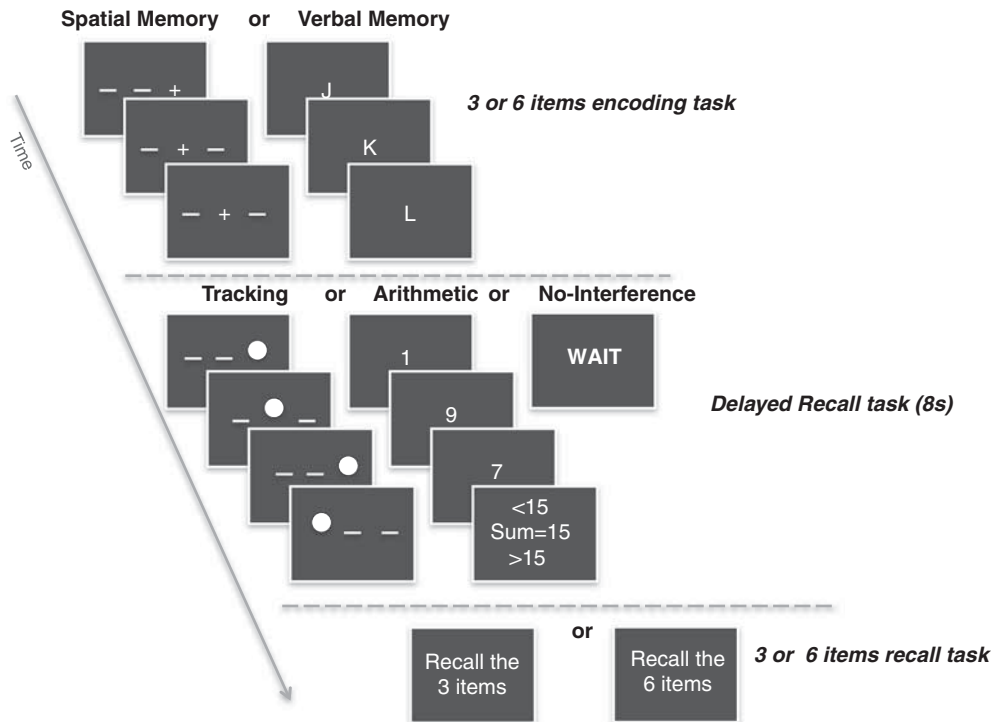 Spatial Memory or Verbal Memory
_ _ +
J
3 or 6 items encoding task
Time
_ + _
K
_ + _
L
Tracking or Arithmetic or No-Interference
1
WAIT
9
Delayed Recall task (8s)
7
<15
Sum=15
>15
or
Recall the
3 items
Recall the
6 items
3 or 6 items recall task